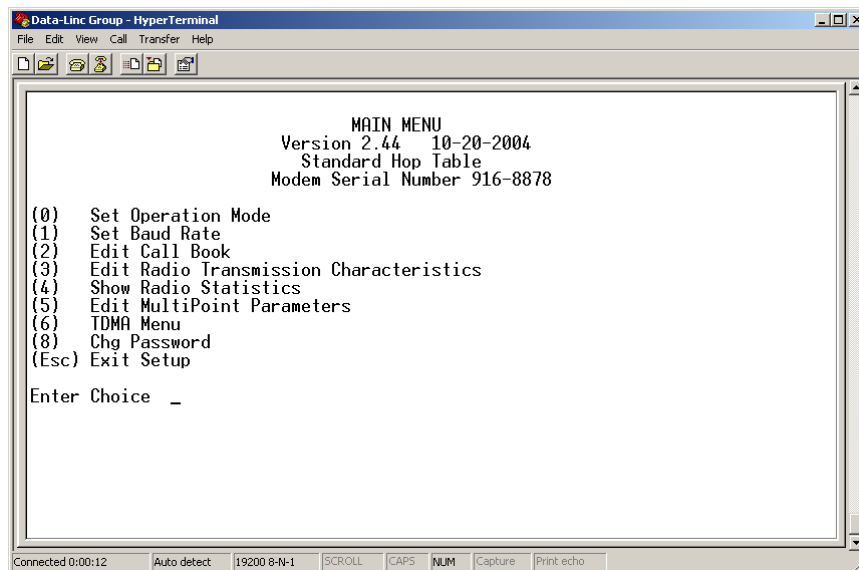 Data-Linc Group - HyperTerminal
File Edit View Call Transfer Help
MAIN MENU
Version 2.44 10-20-2004
Standard Hop Table
Modem Serial Number 916-8878
(0) Set Operation Mode
(1) Set Baud Rate
(2) Edit Call Book
(3) Edit Radio Transmission Characteristics
(4) Show Radio Statistics
(5) Edit MultiPoint Parameters
(6) TDMA Menu
(8) Chg Password
(Esc) Exit Setup
Enter Choice _
Connected 0:00:12 Auto detect 19200 8-N-1 SCROLL CAPS NUM Capture Print echo